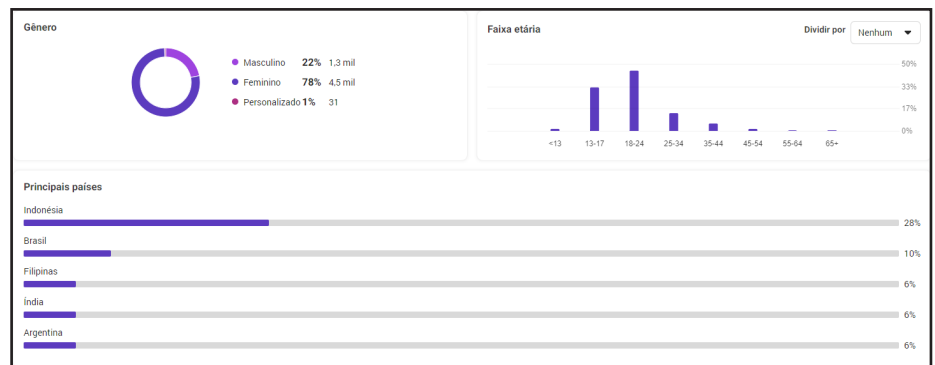 Gênero
Masculino 22% 1,3 mil
Feminino 78% 4,5 mil
Personalizado 1% 31
Faixa etária
Dividir por Nenhum
50%
33%
17%
0%
<13 13-17 18-24 25-34 35-44 45-54 55-64 65+
Principais países
Indonésia
28%
Brasil
10%
Filipinas
6%
Índia
6%
Argentina
6%